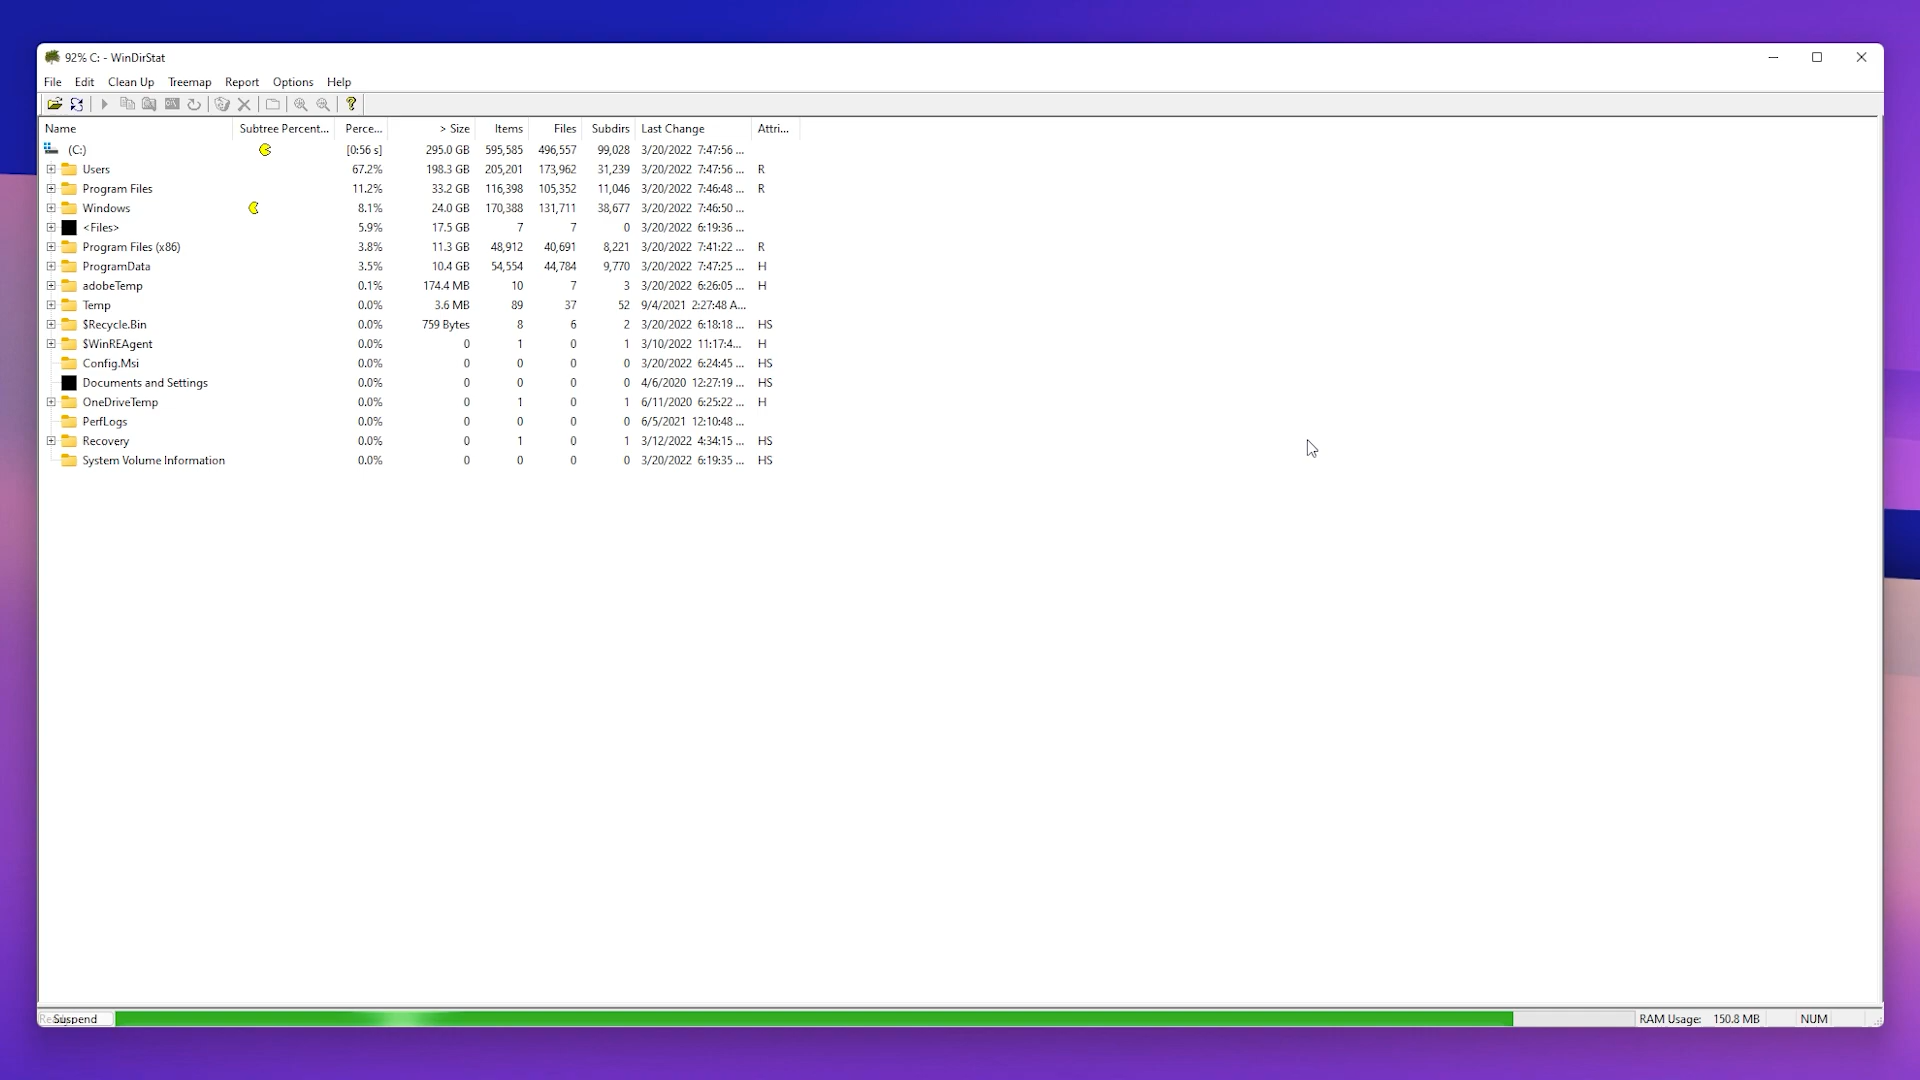 92% C: - WinDirStat
File Edit Clean Up Treemap Report Options Help
Name Subtree Percent... Perce... > Size Items Files Subdirs Last Change Attri...
(C:) [0:56 s] 295.0 GB 595,585 496,557 99,028 3/20/2022 7:47:56 ...
Users 67.2% 198.3 GB 205,201 173,962 31,239 3/20/2022 7:47:56 ... R
Program Files 11.2% 33.2 GB 116,398 105,352 11,046 3/20/2022 7:46:48 ... R
Windows 8.1% 24.0 GB 170,388 131,711 38,677 3/20/2022 7:46:50 ...
<Files> 5.9% 17.5 GB 7 7 0 3/20/2022 6:19:36 ...
Program Files (x86) 3.8% 11.3 GB 48,912 40,691 8,221 3/20/2022 7:41:22 ... R
ProgramData 3.5% 10.4 GB 54,554 44,784 9,770 3/20/2022 7:47:25 ... H
adobeTemp 0.1% 174.4 MB 10 7 3 3/20/2022 6:26:05 ... H
Temp 0.0% 3.6 MB 89 37 52 9/4/2021 2:27:48 A...
$Recycle.Bin 0.0% 759 Bytes 8 6 2 3/20/2022 6:18:18 ... HS
$WinREAgent 0.0% 0 1 0 1 3/10/2022 11:17:4... H
Config.Msi 0.0% 0 0 0 0 3/20/2022 6:24:45 ... HS
Documents and Settings 0.0% 0 0 0 0 4/6/2020 12:27:19 ... HS
OneDriveTemp 0.0% 0 1 0 1 6/11/2020 6:25:22 ... H
PerfLogs 0.0% 0 0 0 0 6/5/2021 12:10:48 ...
Recovery 0.0% 0 1 0 1 3/12/2022 4:34:15 ... HS
System Volume Information 0.0% 0 0 0 0 3/20/2022 6:19:35 ... HS
Suspend RAM Usage: 150.8 MB NUM